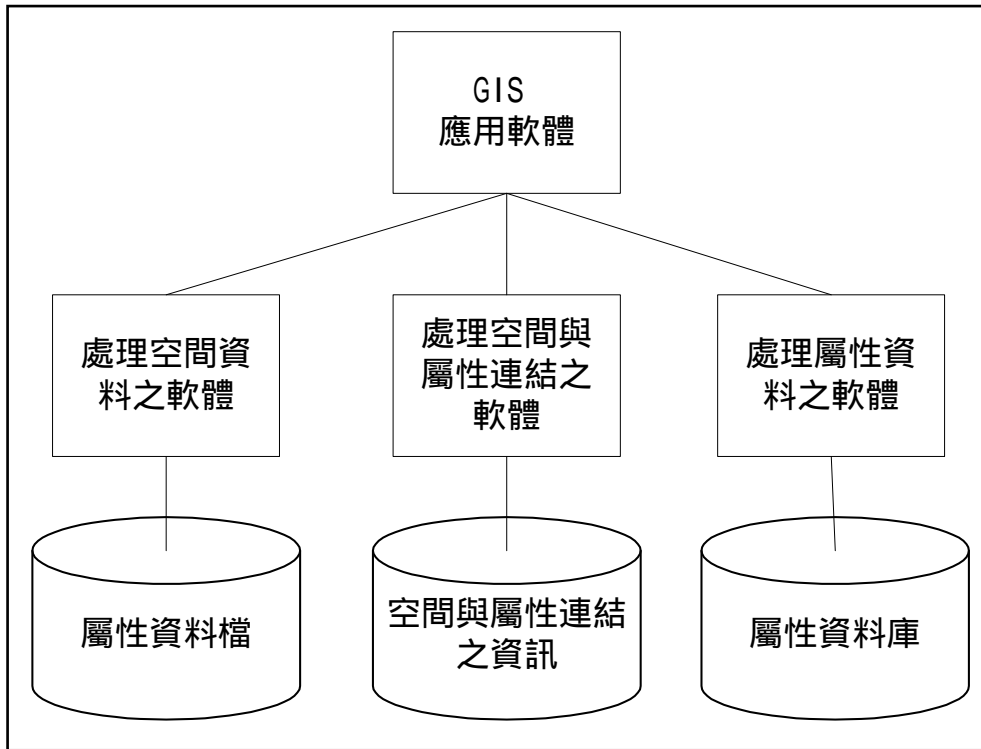 GIS
應用軟體
處理空間資
料之軟體
處理空間與
屬性連結之
軟體
處理屬性資
料之軟體
屬性資料檔
空間與屬性連結
之資訊
屬性資料庫